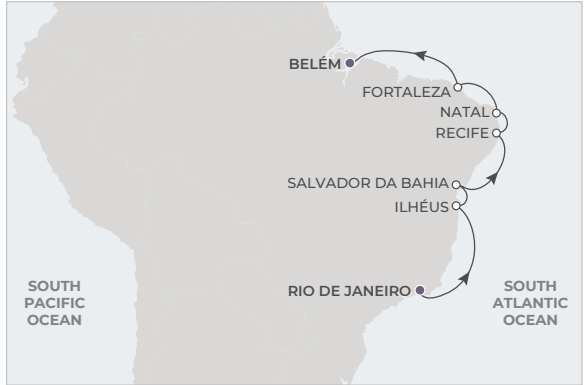 BELÉM
FORTALEZA
NATAL
RECIFE
SALVADOR DA BAHIA
ILHÉUS
RIO DE JANEIRO
SOUTH
PACIFIC
OCEAN
SOUTH
ATLANTIC
OCEAN